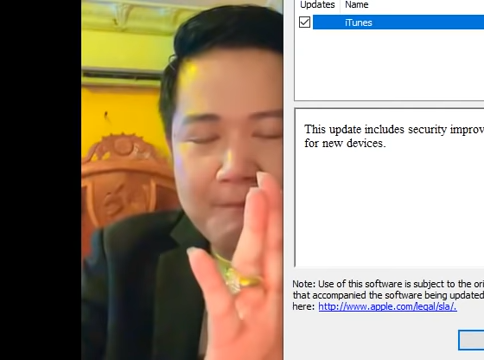 Updates Name
iTunes
This update includes security improv
for new devices.
Note: Use of this software is subject to the ori
that accompanied the software being updated
here: http://www.apple.com/legal/sla/.